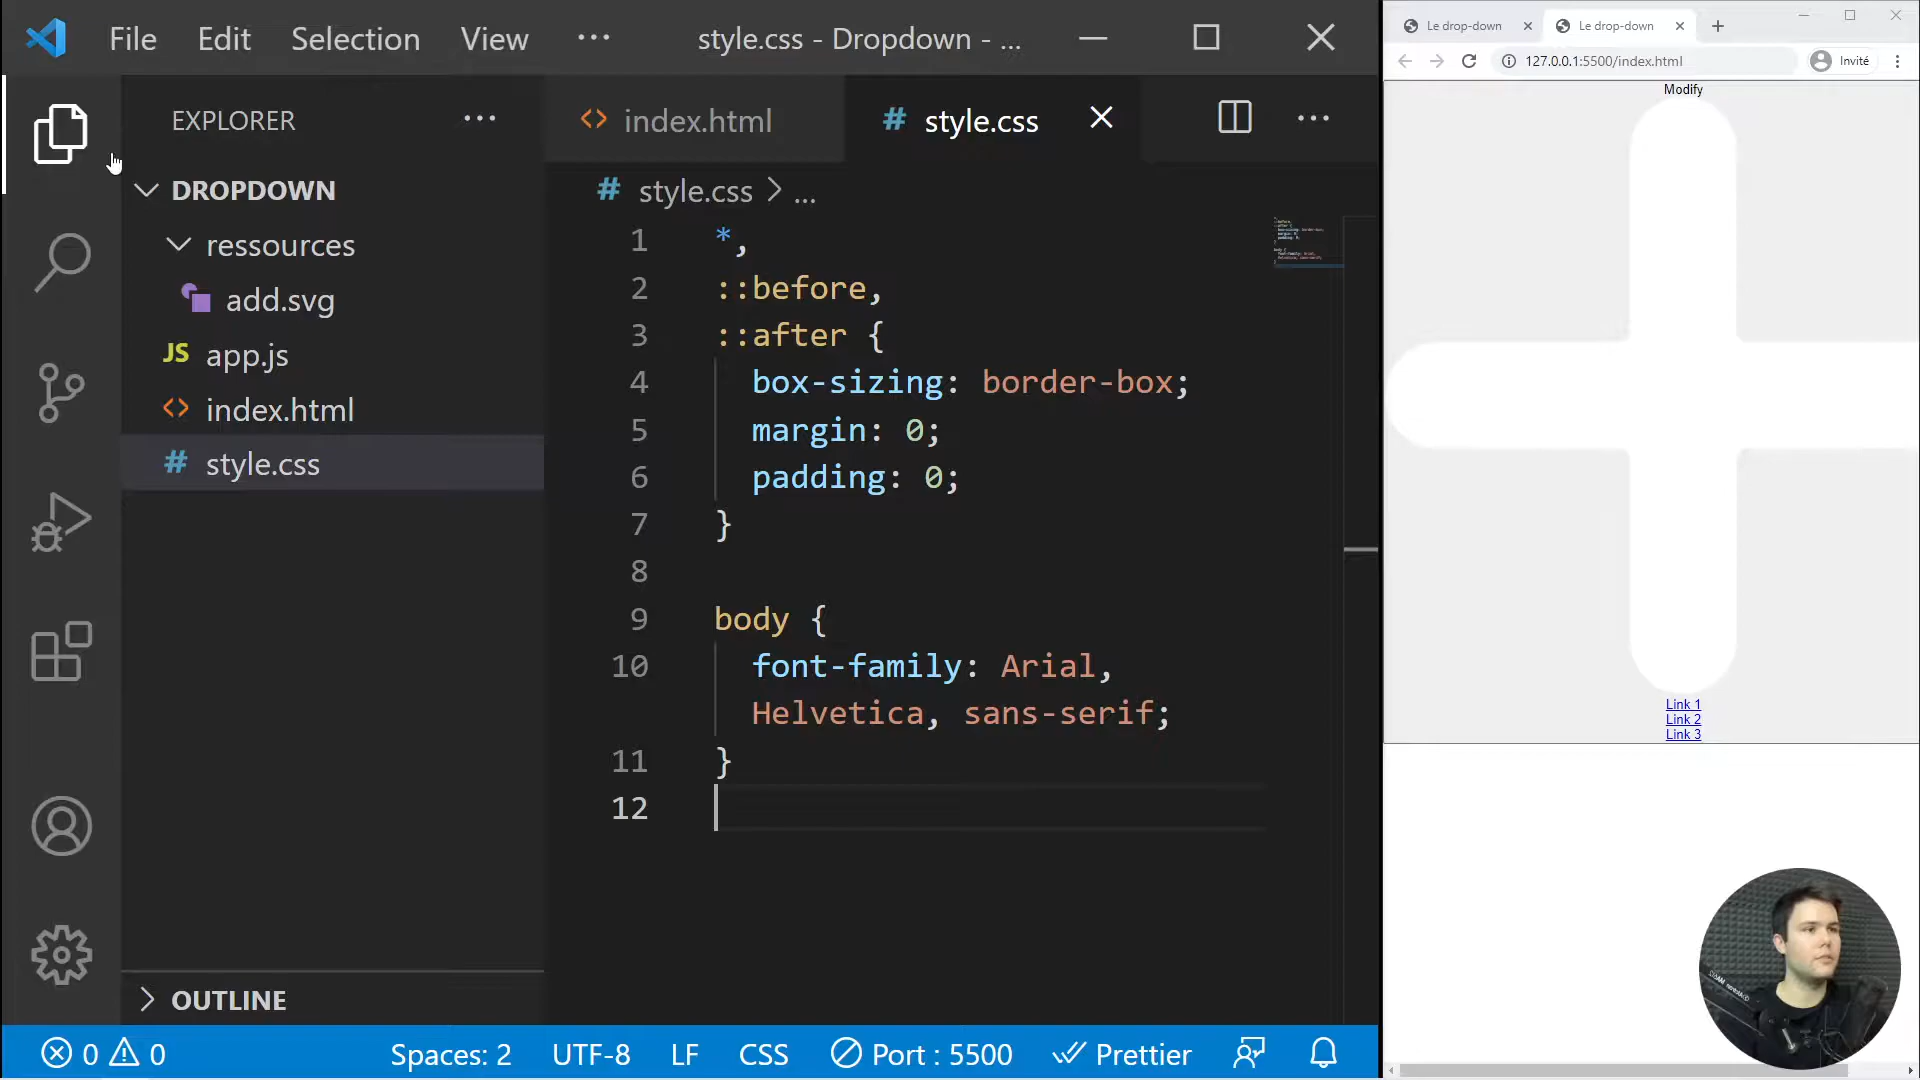 File Edit Selection View ··· style.css - Dropdown - ...
EXPLORER ···
DROPDOWN
ressources
add.svg
JS app.js
<> index.html
# style.css
OUTLINE
<> index.html # style.css ···
# style.css > ...
1 *,
2 ::before,
3 ::after {
4 box-sizing: border-box;
5 margin: 0;
6 padding: 0;
7 }
8
9 body {
10 font-family: Arial,
Helvetica, sans-serif;
11 }
12
0 0 Spaces: 2 UTF-8 LF CSS Port : 5500 Prettier
Le drop-down Le drop-down
127.0.0.1:5500/index.html Invité
Modify
Link 1
Link 2
Link 3